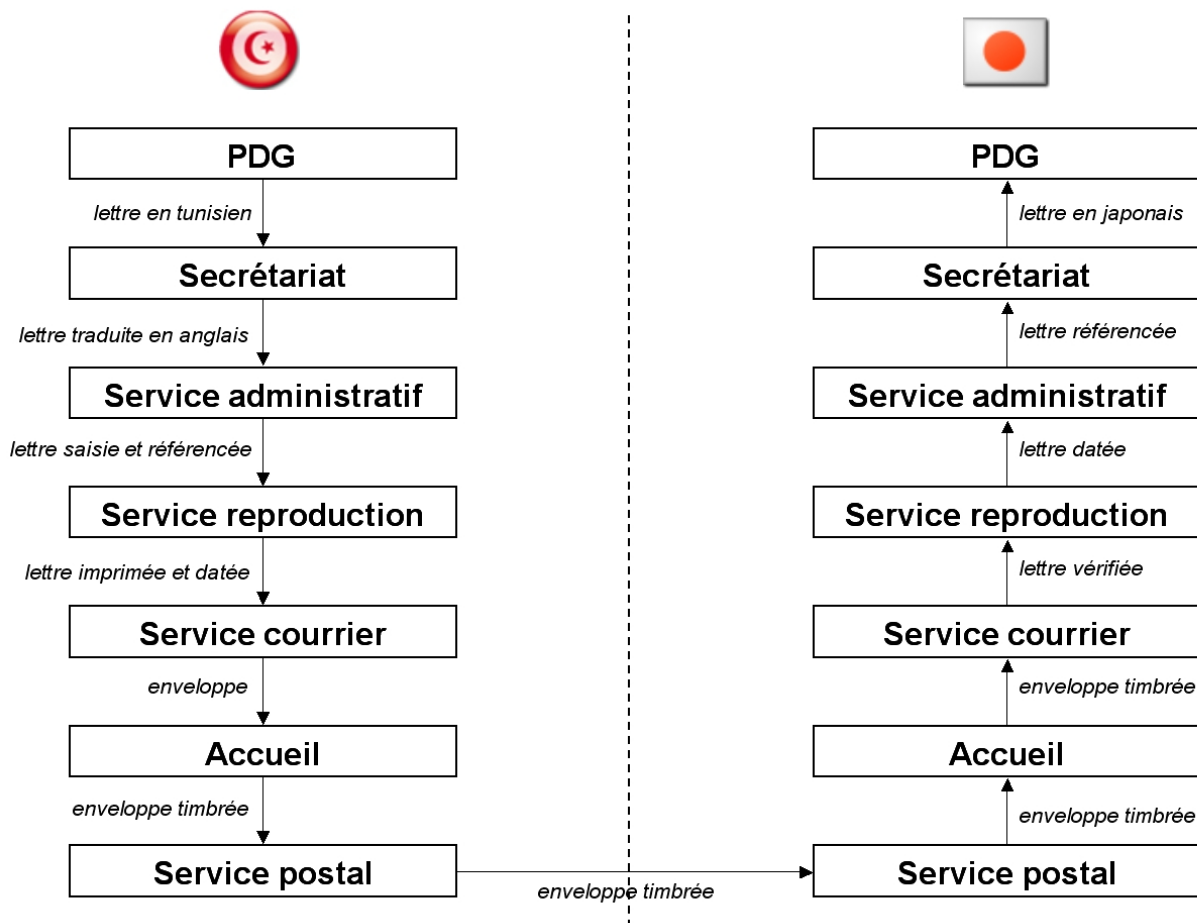 PDG
lettre en tunisien
Secrétariat
lettre traduite en anglais
Service administratif
lettre saisie et référencée
Service reproduction
lettre imprimée et datée
Service courrier
enveloppe
Accueil
enveloppe timbrée
Service postal
enveloppe timbrée
PDG
lettre en japonais
Secrétariat
lettre référencée
Service administratif
lettre datée
Service reproduction
lettre vérifiée
Service courrier
enveloppe timbrée
Accueil
enveloppe timbrée
Service postal